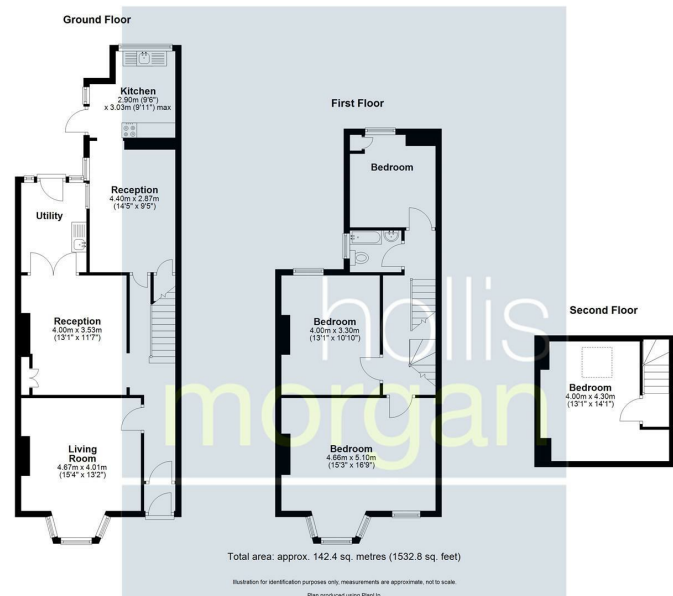 Ground Floor
Kitchen
2.90m (9'6")
x 3.03m (9'11") max
Reception
4.40m x 2.87m
(14'5" x 9'5")
Utility
Reception
4.00m x 3.53m
(13'1" x 11'7")
Living
Room
4.67m x 4.01m
(15'4" x 13'2")
First Floor
Bedroom
Bedroom
4.00m x 3.30m
(13'1" x 10'10")
Bedroom
4.66m x 5.10m
(15'3" x 16'9")
Second Floor
Bedroom
4.00m x 4.30m
(13'1" x 14'1")
hollis
morgan
Total area: approx. 142.4 sq. metres (1532.8 sq. feet)
Illustration for identification purposes only, measurements are approximate, not to scale.
Plan produced using PlanUp.